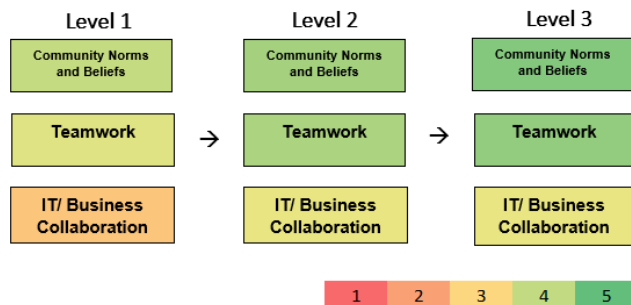 Level 1
Level 2
Level 3
Community Norms
and Beliefs
Community Norms
and Beliefs
Community Norms
and Beliefs
Teamwork
→
Teamwork
→
Teamwork
IT/ Business
Collaboration
IT/ Business
Collaboration
IT/ Business
Collaboration
1
2
3
4
5